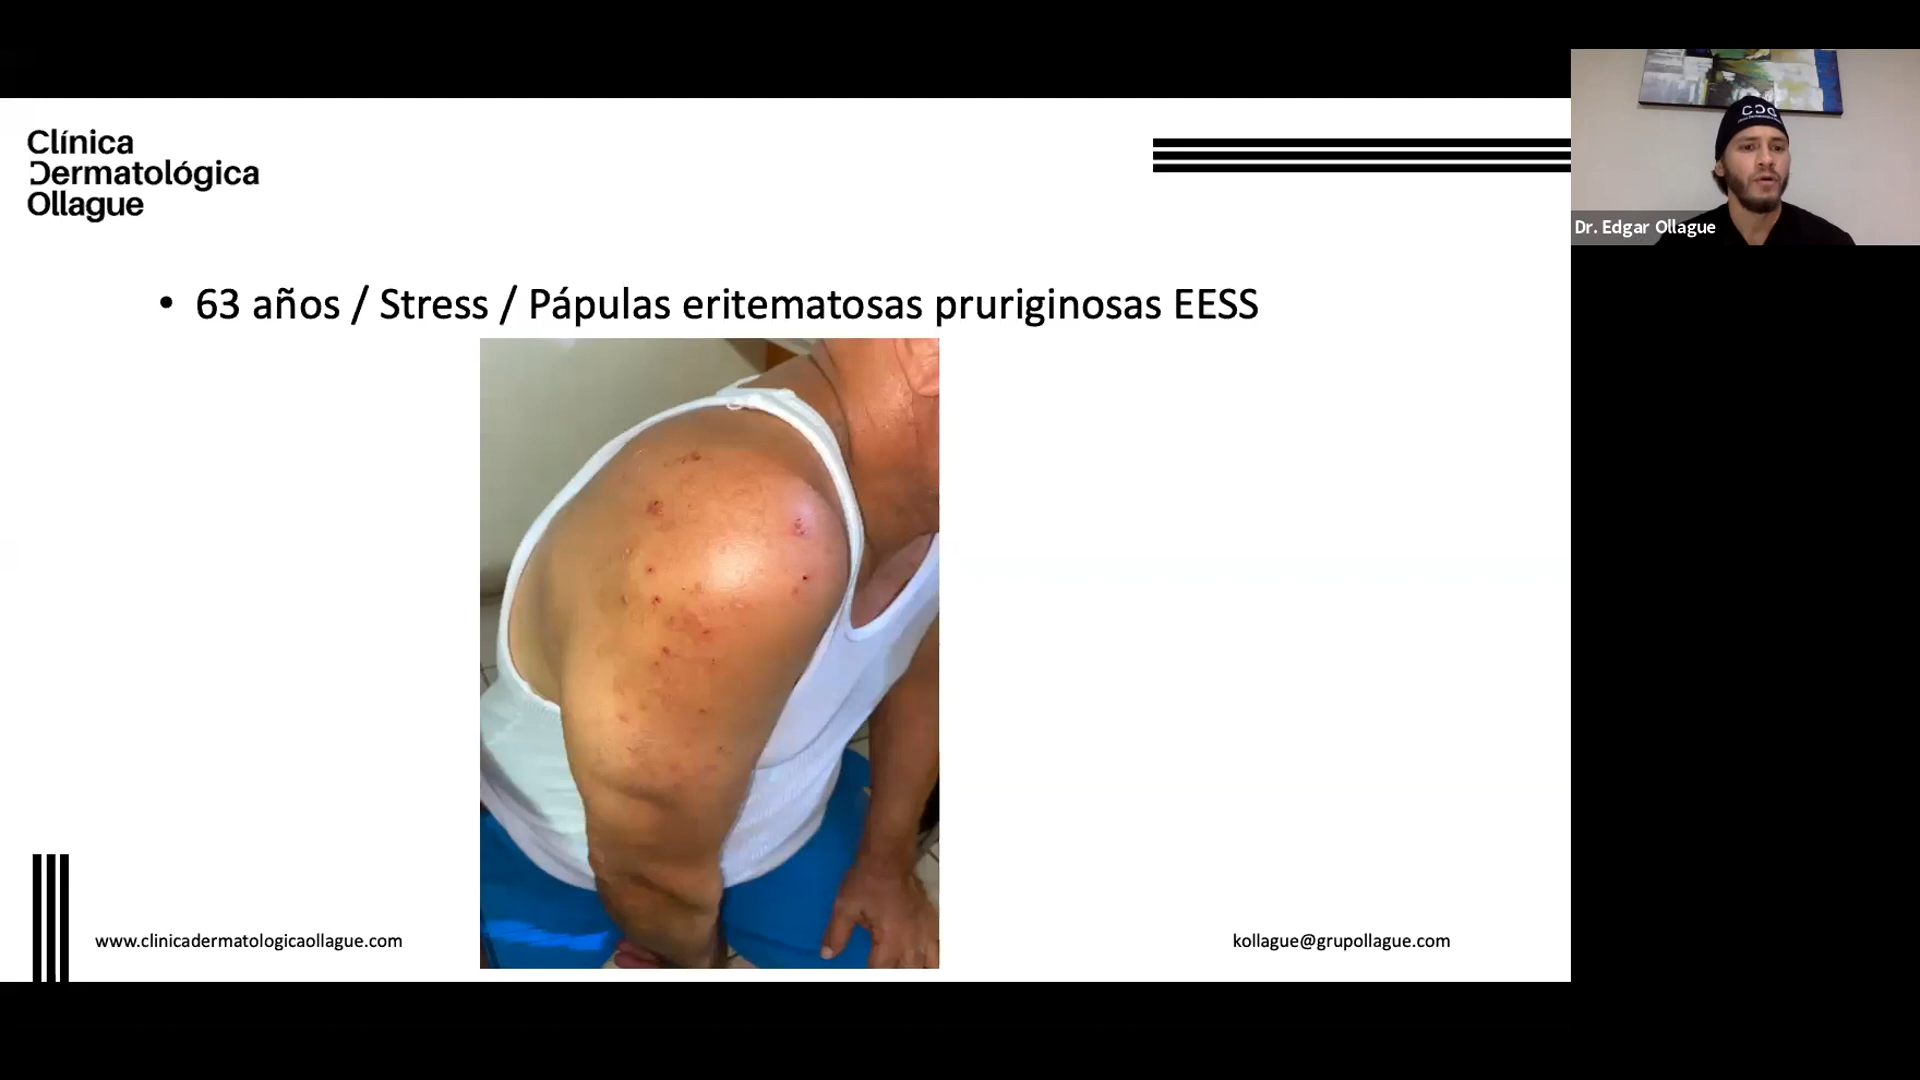 Clínica
Dermatológica
Ollague
Dr. Edgar Ollague
• 63 años / Stress / Pápulas eritematosas pruriginosas EESS
www.clinicadermatologicaollague.com
kollague@grupollague.com